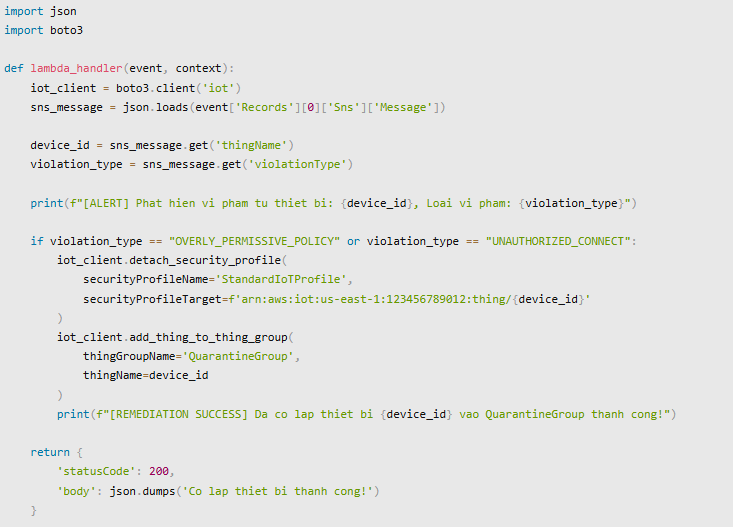 import json
import boto3

def lambda_handler(event, context):
    iot_client = boto3.client('iot')
    sns_message = json.loads(event['Records'][0]['Sns']['Message'])

    device_id = sns_message.get('thingName')
    violation_type = sns_message.get('violationType')

    print(f"[ALERT] Phat hien vi pham tu thiet bi: {device_id}, Loai vi pham: {violation_type}")

    if violation_type == "OVERLY_PERMISSIVE_POLICY" or violation_type == "UNAUTHORIZED_CONNECT":
        iot_client.detach_security_profile(
            securityProfileName='StandardIoTProfile',
            securityProfileTarget=f'arn:aws:iot:us-east-1:123456789012:thing/{device_id}'
        )
        iot_client.add_thing_to_thing_group(
            thingGroupName='QuarantineGroup',
            thingName=device_id
        )
        print(f"[REMEDIATION SUCCESS] Da co lap thiet bi {device_id} vao QuarantineGroup thanh cong!")

    return {
        'statusCode': 200,
        'body': json.dumps('Co lap thiet bi thanh cong!')
    }